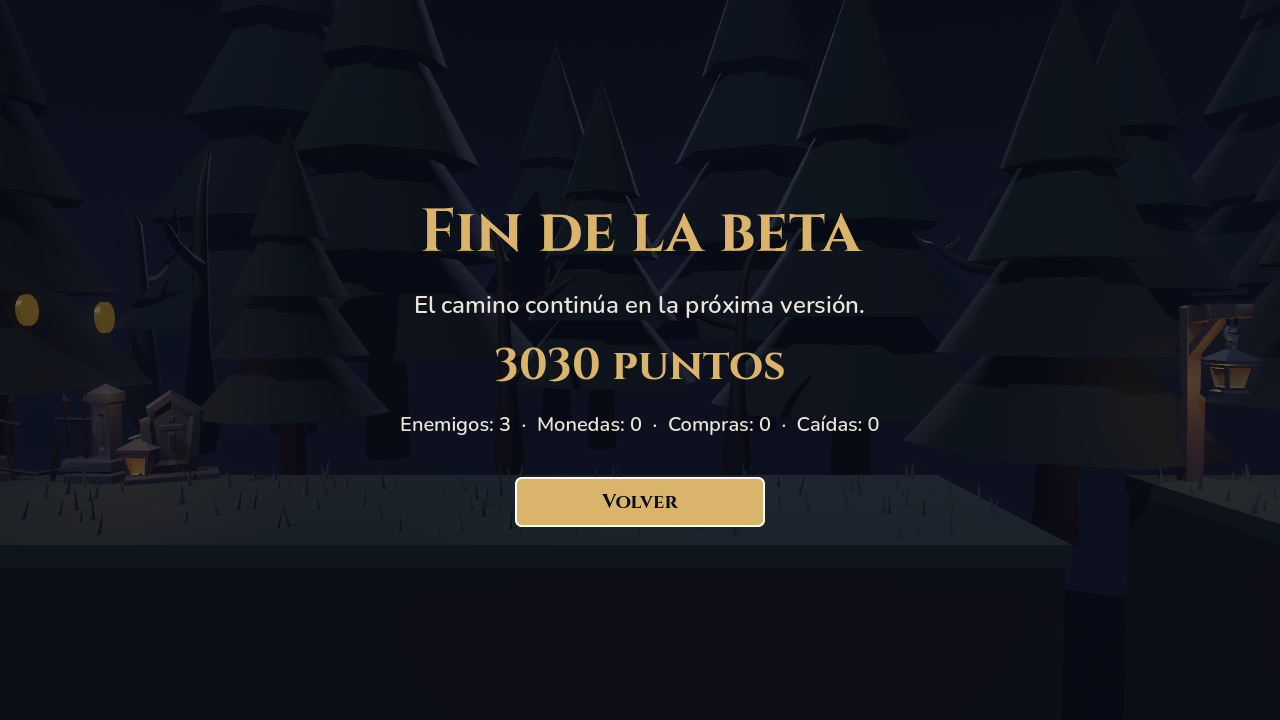 Fin de la beta
El camino continúa en la próxima versión.
3030 puntos
Enemigos: 3 · Monedas: 0 · Compras: 0 · Caídas: 0
Volver